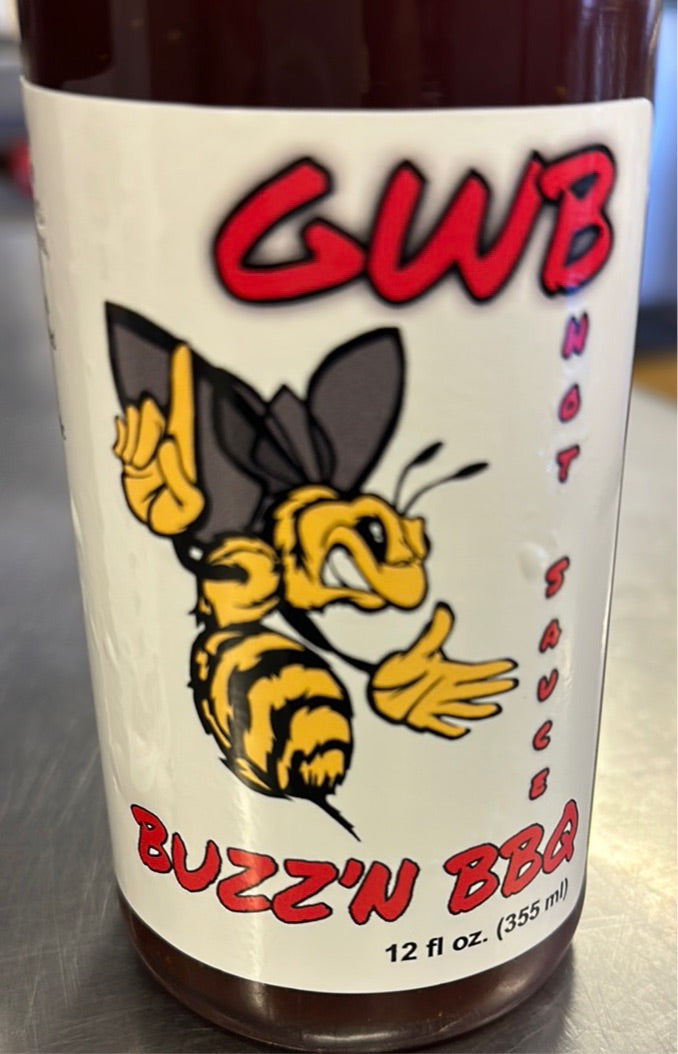 GWB
HOT SAUCE
BUZZ'N BBQ
12 fl oz. (355 ml)